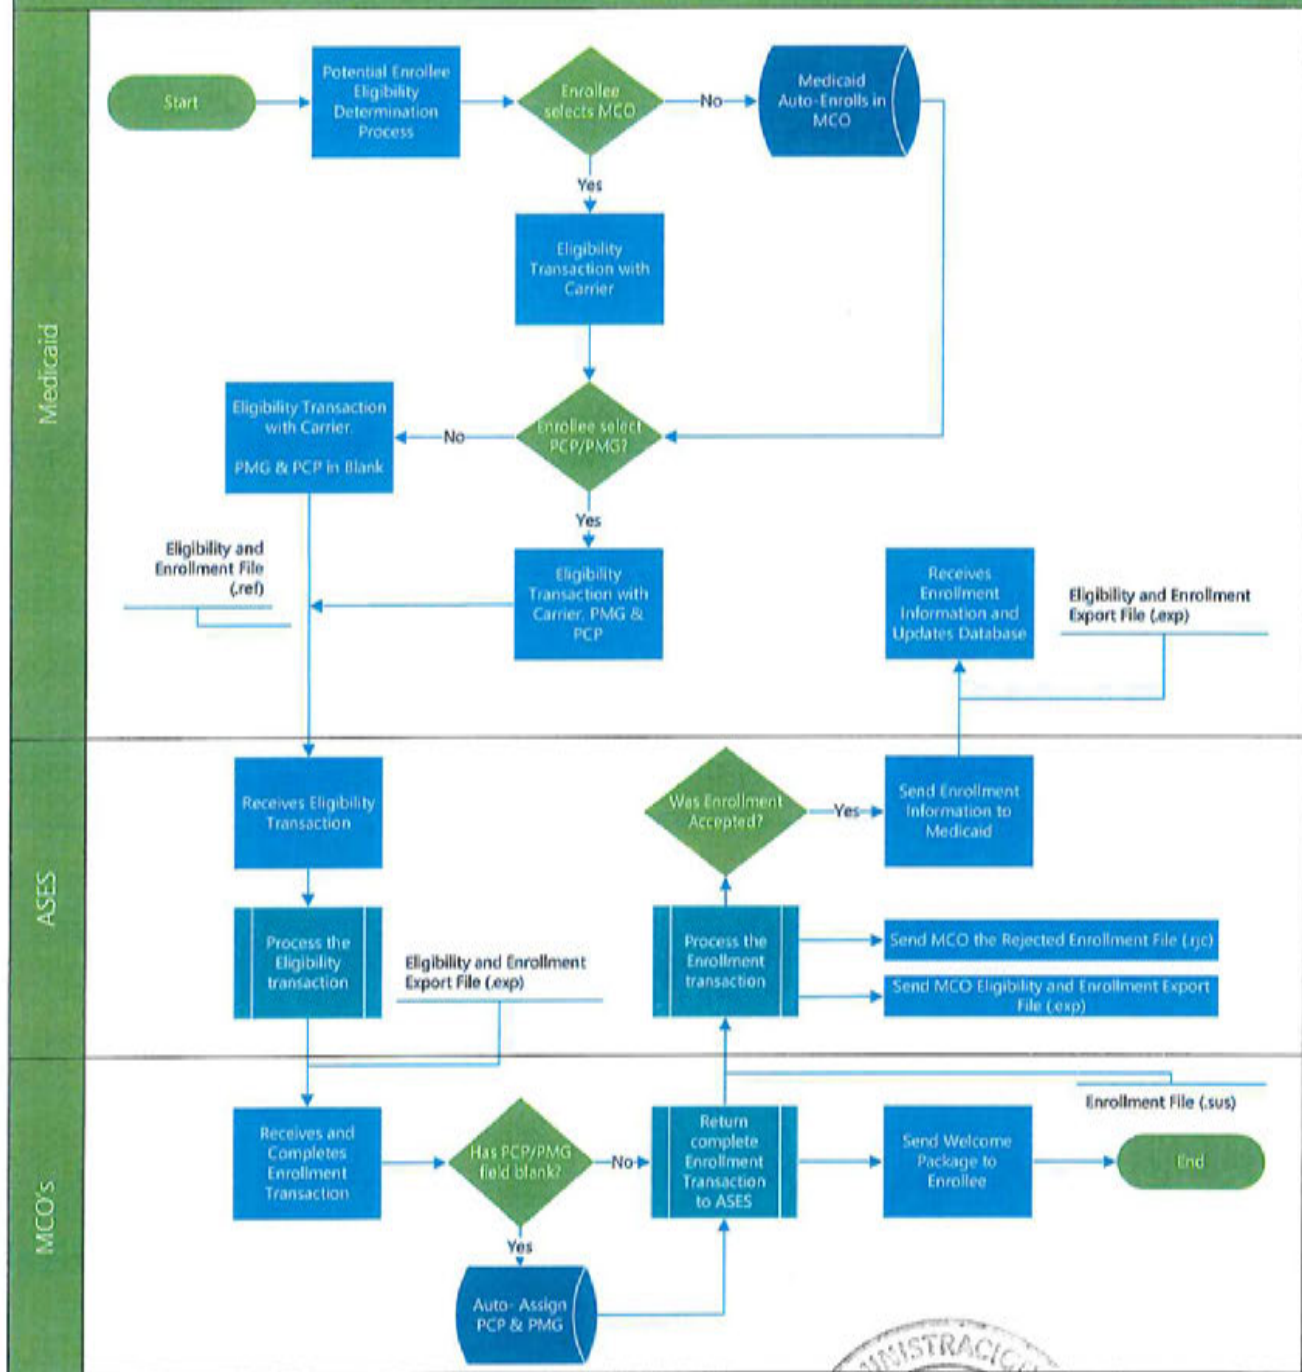 Medicaid
Start
Potential Enrollee
Eligibility
Determination
Process
Enrollee
selects MCO
No
Medicaid
Auto-Enrolls in
MCO
Yes
Eligibility
Transaction with
Carrier
Enrollee select
PCP/PMG?
No
Eligibility Transaction
with Carrier.
PMG & PCP in Blank
Yes
Eligibility
Transaction with
Carrier, PMG &
PCP
Eligibility and
Enrollment File
(.ref)
Receives
Enrollment
Information and
Updates Database
Eligibility and Enrollment
Export File (.exp)
ASES
Receives Eligibility
Transaction
Was Enrollment
Accepted?
Yes
Send Enrollment
Information to
Medicaid
Process the
Eligibility
transaction
Eligibility and Enrollment
Export File (.exp)
Process the
Enrollment
transaction
Send MCO the Rejected Enrollment File (.rjc)
Send MCO Eligibility and Enrollment Export
File (.exp)
MCO's
Receives and
Completes
Enrollment
Transaction
Has PCP/PMG
field blank?
No
Return
complete
Enrollment
Transaction
to ASES
Send Welcome
Package to
Enrollee
Enrollment File (.sus)
End
Yes
Auto- Assign
PCP & PMG